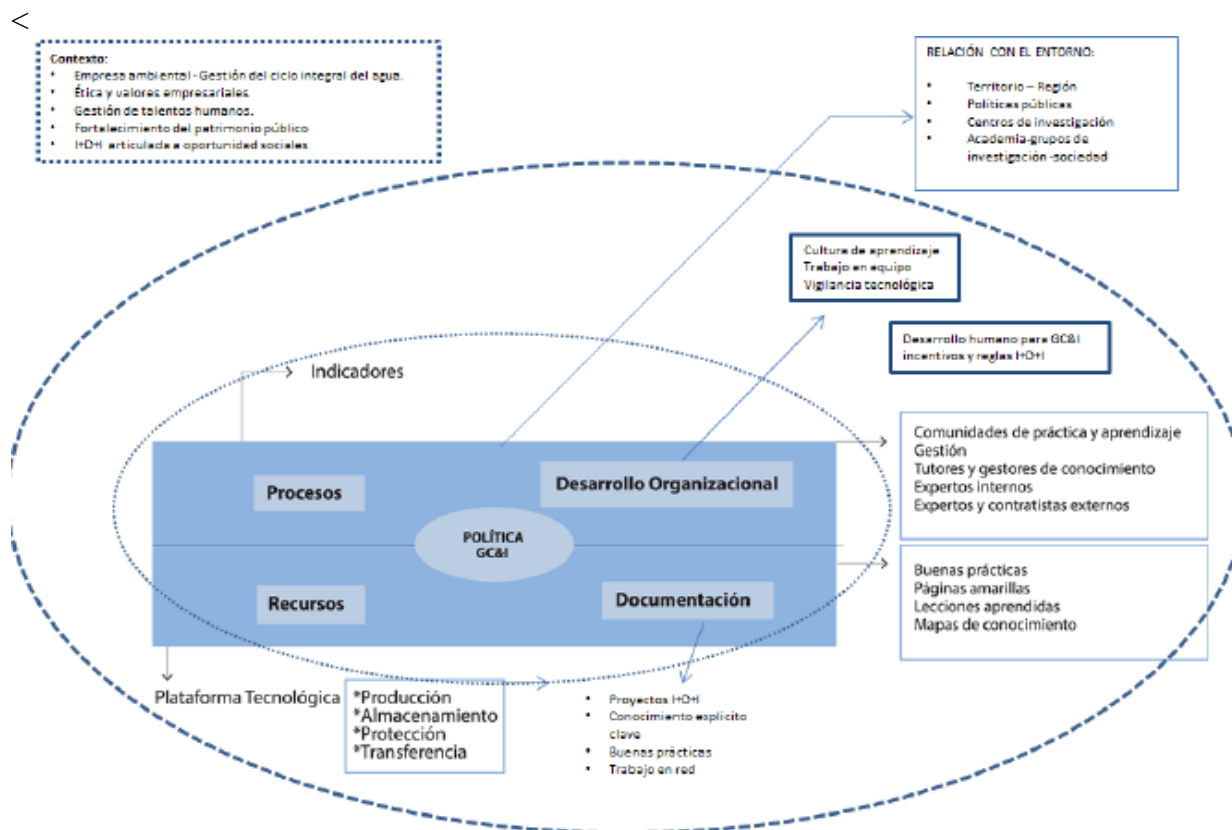 <
Contexto:
• Empresa ambiental - Gestión del ciclo integral del agua.
• Ética y valores empresariales.
• Gestión de talentos humanos.
• Fortalecimiento del patrimonio público
• I+D+I articulada a oportunidad sociales
RELACIÓN CON EL ENTORNO:
• Territorio – Región
• Políticas públicas
• Centros de investigación
• Academia-grupos de
investigación -sociedad
Cultura de aprendizaje
Trabajo en equipo
Vigilancia tecnológica
Desarrollo humano para GC&I
incentivos y reglas I+D+I
Indicadores
Procesos
Desarrollo Organizacional
POLÍTICA
GC&I
Recursos
Documentación
Comunidades de práctica y aprendizaje
Gestión
Tutores y gestores de conocimiento
Expertos internos
Expertos y contratistas externos
Buenas prácticas
Páginas amarillas
Lecciones aprendidas
Mapas de conocimiento
Plataforma Tecnológica
*Producción
*Almacenamiento
*Protección
*Transferencia
• Proyectos I+D+I
• Conocimiento explícito
clave
• Buenas prácticas
• Trabajo en red